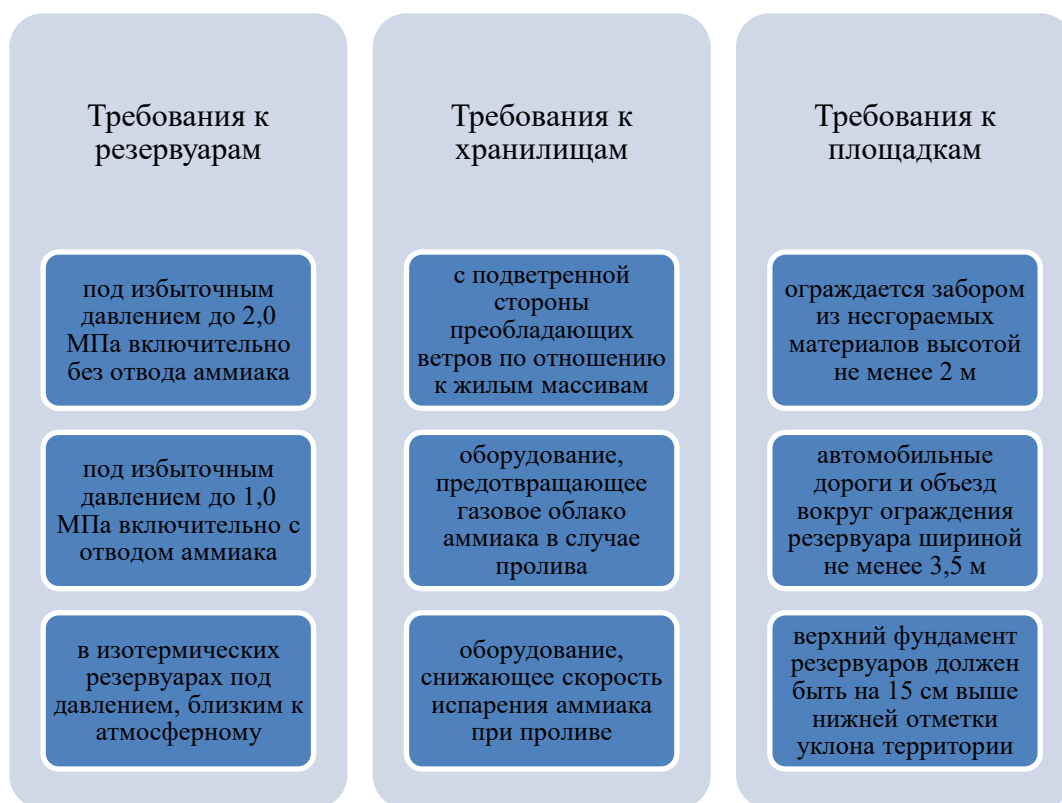 Требования к
резервуарам
под избыточным
давлением до 2,0
МПа включительно
без отвода аммиака
под избыточным
давлением до 1,0
МПа включительно с
отводом аммиака
в изотермических
резервуарах под
давлением, близким к
атмосферному
Требования к
хранилищам
с подветренной
стороны
преобладающих
ветров по отношению
к жилым массивам
оборудование,
предотвращающее
газовое облако
аммиака в случае
пролива
оборудование,
снижающее скорость
испарения аммиака
при проливе
Требования к
площадкам
ограждается забором
из несгораемых
материалов высотой
не менее 2 м
автомобильные
дороги и объезд
вокруг ограждения
резервуара шириной
не менее 3,5 м
верхний фундамент
резервуаров должен
быть на 15 см выше
нижней отметки
уклона территории